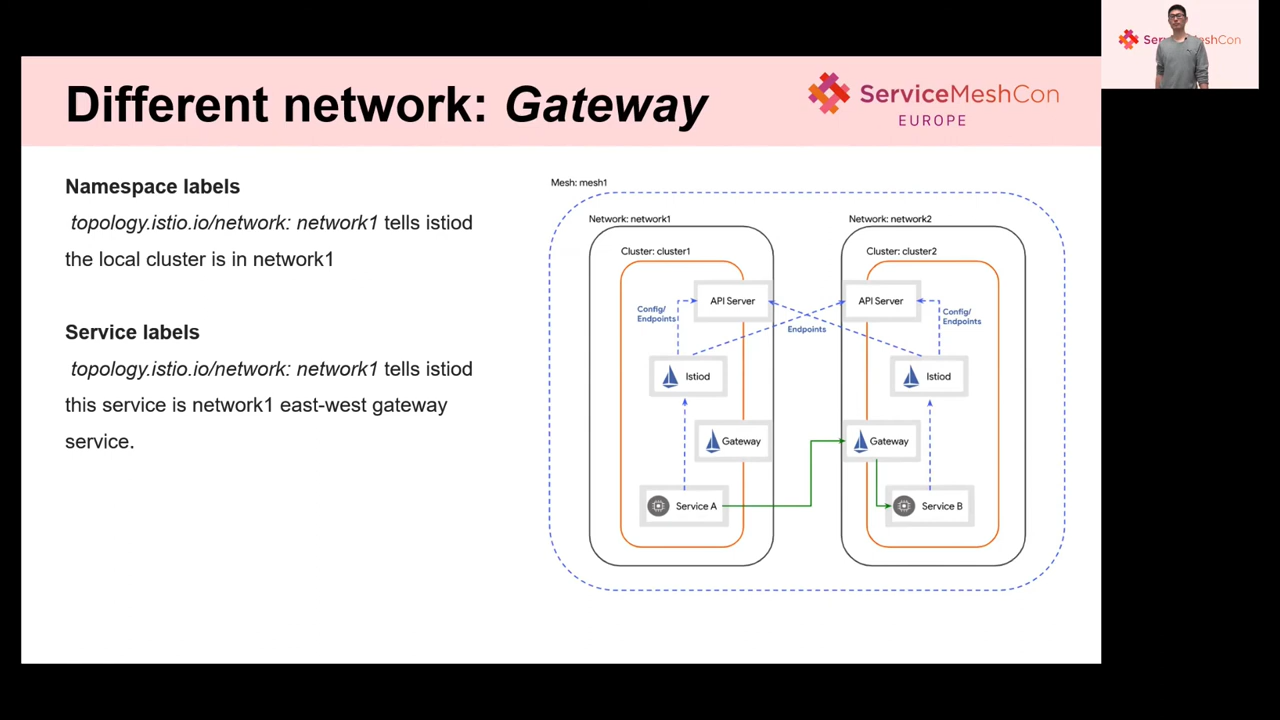 Different network: Gateway
ServiceMeshCon
EUROPE
Namespace labels
topology.istio.io/network: network1 tells istiod
the local cluster is in network1
Service labels
topology.istio.io/network: network1 tells istiod
this service is network1 east-west gateway
service.
Mesh: mesh1
Network: network1
Network: network2
Cluster: cluster1
Cluster: cluster2
API Server
API Server
Config/
Endpoints
Endpoints
Config/
Endpoints
Istiod
Istiod
Gateway
Gateway
Service A
Service B